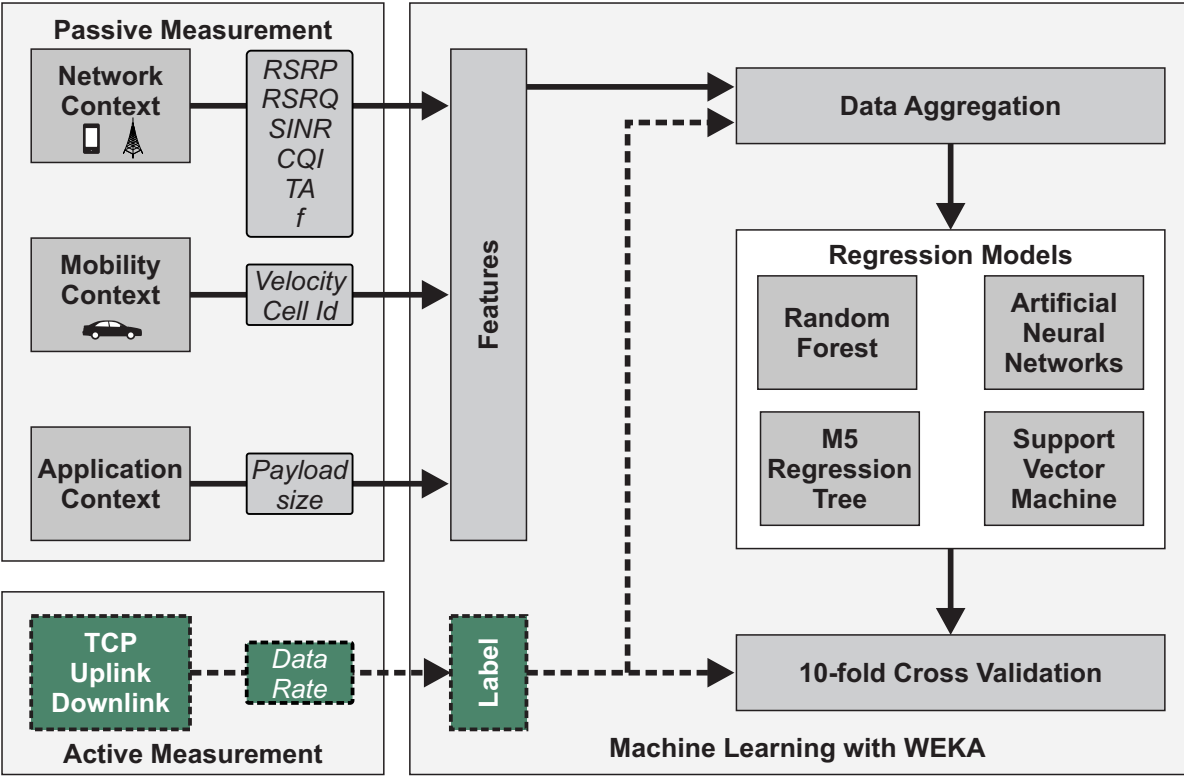 Passive Measurement
Network
Context
RSRP
RSRQ
SINR
CQI
TA
f
Mobility
Context
Velocity
Cell Id
Application
Context
Payload
size
Features
Data Aggregation
Regression Models
Random
Forest
Artificial
Neural
Networks
M5
Regression
Tree
Support
Vector
Machine
TCP
Uplink
Downlink
Data
Rate
Label
10-fold Cross Validation
Active Measurement
Machine Learning with WEKA